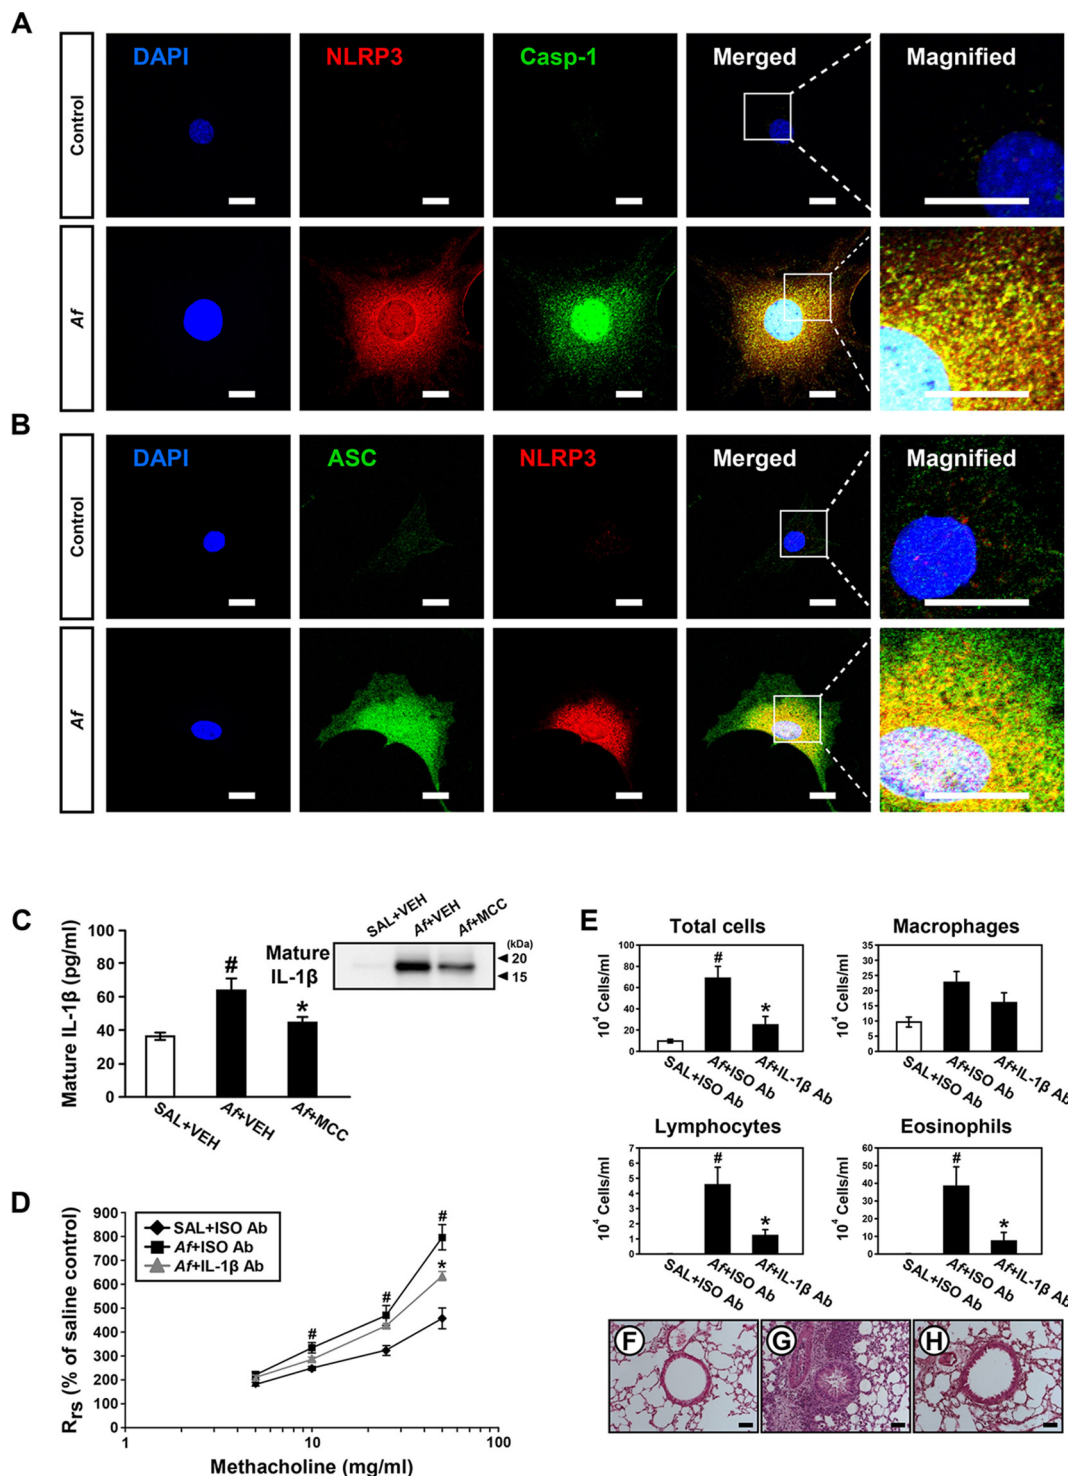 A
Control
DAPI
NLRP3
Casp-1
Merged
Magnified
Af
B
Control
DAPI
ASC
NLRP3
Merged
Magnified
Af
C
Mature IL-1β (pg/ml)
100
80
60
40
20
0
#
*
SAL+VEH
Af+VEH
Af+MCC
Mature
IL-1β
SAL+VEH
Af+VEH
Af+MCC
(kDa)
20
15
D
Rrs (% of saline control)
900
800
700
600
500
400
300
200
100
0
SAL+ISO Ab
Af+ISO Ab
Af+IL-1β Ab
#
#
#
*
1
10
100
Methacholine (mg/ml)
E
Total cells
10⁴ Cells/ml
100
80
60
40
20
0
#
*
SAL+ISO Ab
Af+ISO Ab
Af+IL-1β Ab
Macrophages
10⁴ Cells/ml
35
30
25
20
15
10
5
0
SAL+ISO Ab
Af+ISO Ab
Af+IL-1β Ab
Lymphocytes
10⁴ Cells/ml
7
6
5
4
3
2
1
0
#
*
SAL+ISO Ab
Af+ISO Ab
Af+IL-1β Ab
Eosinophils
10⁴ Cells/ml
60
50
40
30
20
10
0
#
*
SAL+ISO Ab
Af+ISO Ab
Af+IL-1β Ab
F
G
H